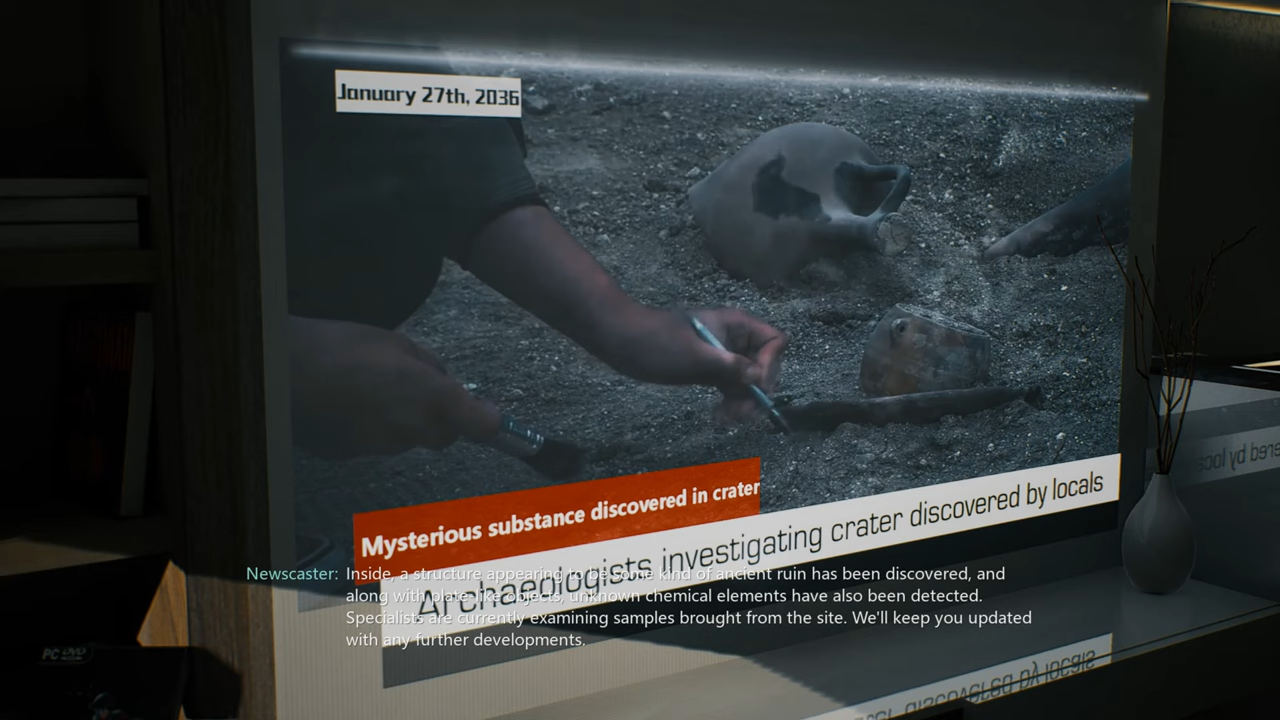 January 27th, 2036
Mysterious substance discovered in crater
Archaeologists investigating crater discovered by locals
Newscaster: Inside, a structure appearing to be some kind of ancient ruin has been discovered, and
along with plate-like objects, unknown chemical elements have also been detected.
Specialists are currently examining samples brought from the site. We'll keep you updated
with any further developments.
PC DVD